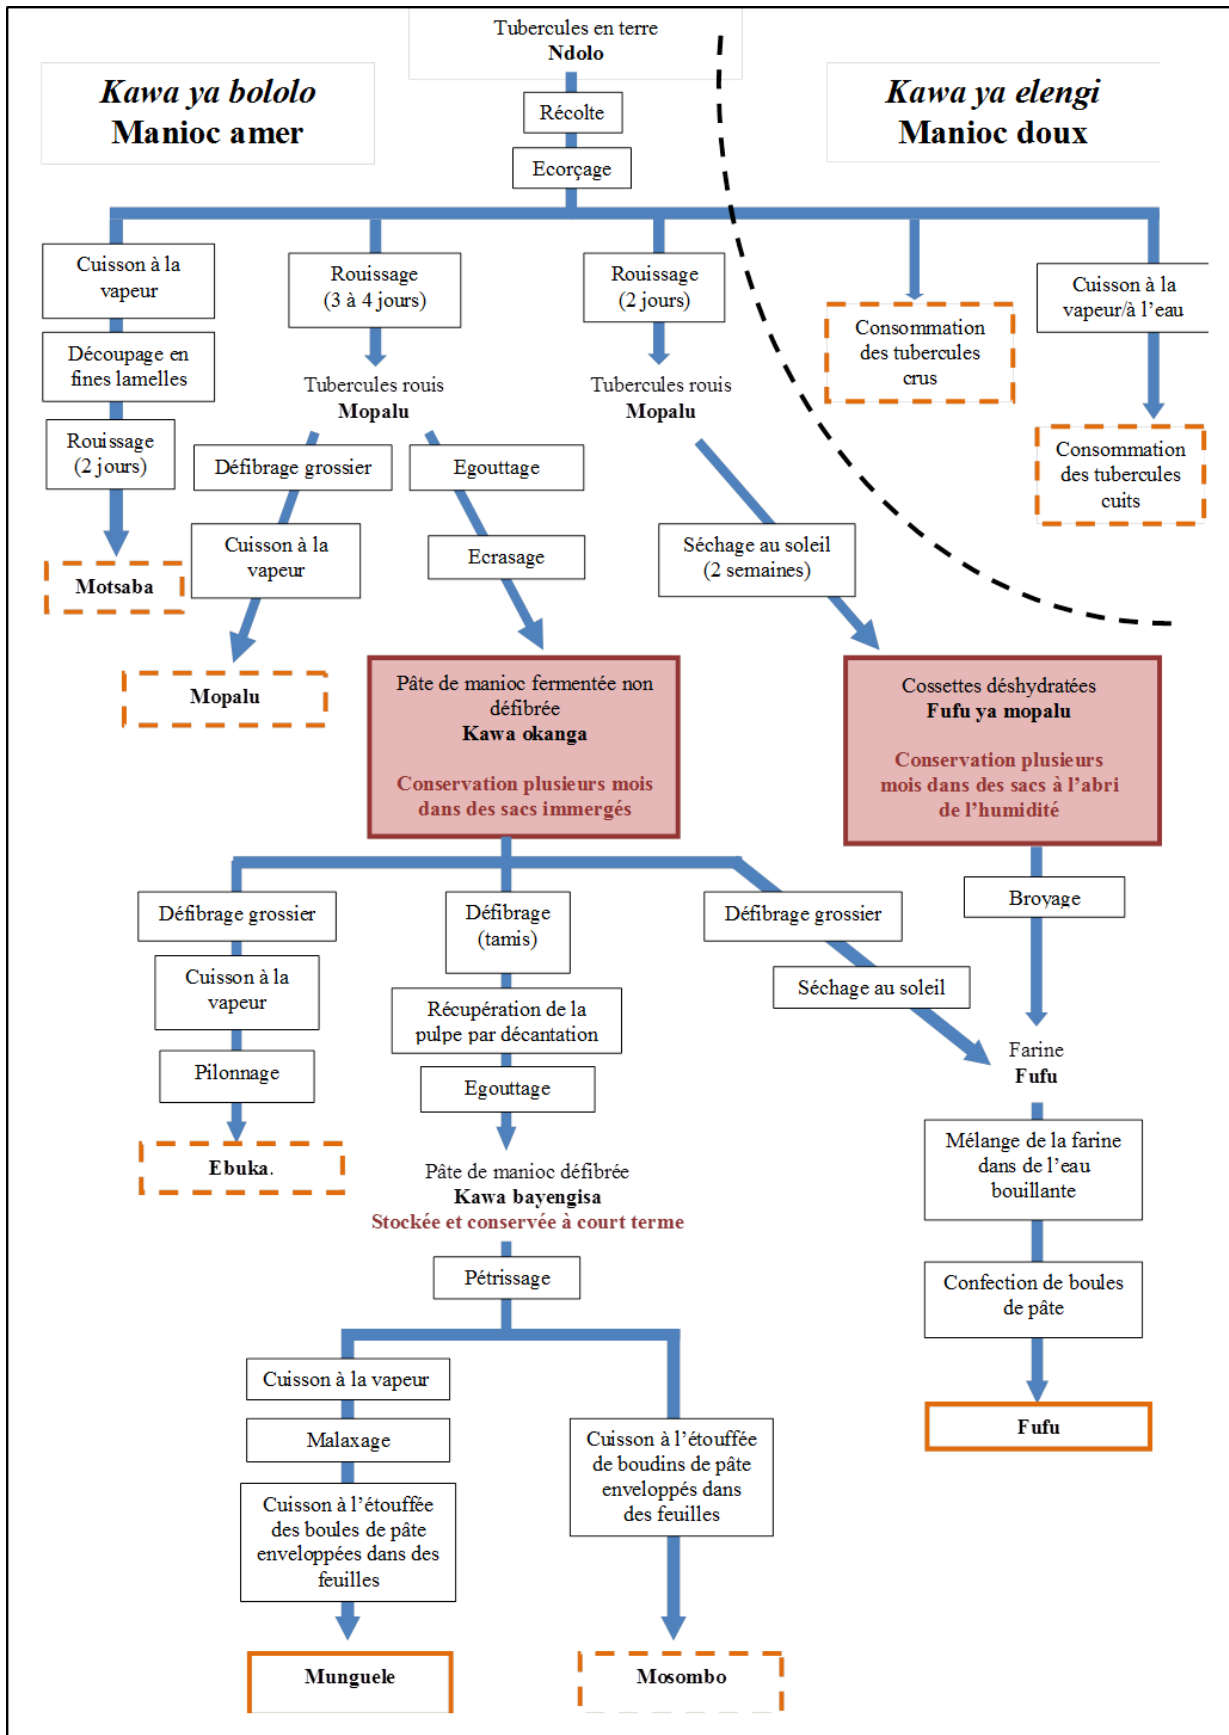 Tubercules en terre
Ndolo
Kawa ya bololo
Manioc amer
Kawa ya elengi
Manioc doux
Récolte
Ecorçage
Cuisson à la
vapeur
Rouissage
(3 à 4 jours)
Rouissage
(2 jours)
Consommation
des tubercules
crus
Cuisson à la
vapeur/à l'eau
Découpage en
fines lamelles
Tubercules rouis
Mopalu
Tubercules rouis
Mopalu
Rouissage
(2 jours)
Défibrage grossier
Egouttage
Consommation
des tubercules
cuits
Cuisson à la
vapeur
Ecrasage
Séchage au soleil
(2 semaines)
Motsaba
Mopalu
Pâte de manioc fermentée non
défibrée
Kawa okanga
Conservation plusieurs mois
dans des sacs immergés
Cossettes déshydratées
Fufu ya mopalu
Conservation plusieurs
mois dans des sacs à l'abri
de l'humidité
Défibrage grossier
Défibrage
(tamis)
Défibrage grossier
Broyage
Cuisson à la
vapeur
Récupération de la
pulpe par décantation
Séchage au soleil
Pilonnage
Egouttage
Farine
Fufu
Ebuka.
Pâte de manioc défibrée
Kawa bayengisa
Stockée et conservée à court terme
Mélange de la farine
dans de l'eau
bouillante
Pétrissage
Confection de boules
de pâte
Cuisson à la vapeur
Malaxage
Cuisson à l'étouffée
des boules de pâte
enveloppées dans des
feuilles
Cuisson à l'étouffée
de boudins de pâte
enveloppés dans
des feuilles
Fufu
Munguele
Mosombo